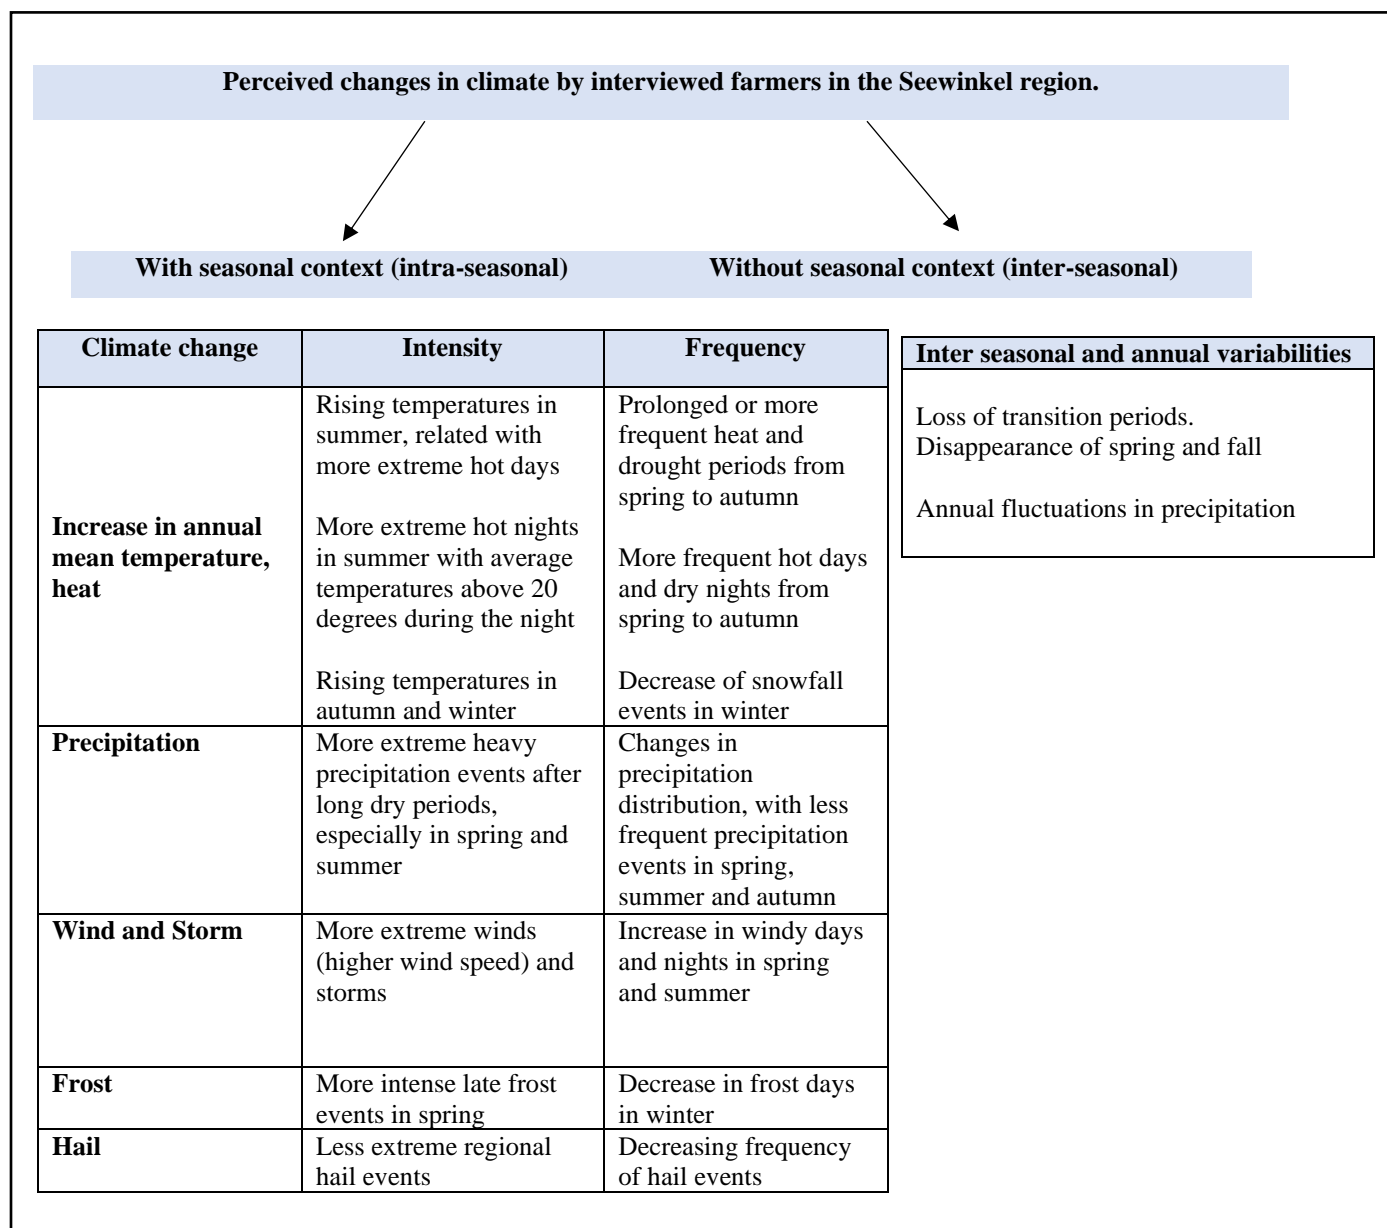 Perceived changes in climate by interviewed farmers in the Seewinkel region.
With seasonal context (intra-seasonal)
Without seasonal context (inter-seasonal)
Climate change
Intensity
Frequency
Increase in annual
mean temperature,
heat
Rising temperatures in
summer, related with
more extreme hot days
More extreme hot nights
in summer with average
temperatures above 20
degrees during the night
Rising temperatures in
autumn and winter
Prolonged or more
frequent heat and
drought periods from
spring to autumn
More frequent hot days
and dry nights from
spring to autumn
Decrease of snowfall
events in winter
Precipitation
More extreme heavy
precipitation events after
long dry periods,
especially in spring and
summer
Changes in
precipitation
distribution, with less
frequent precipitation
events in spring,
summer and autumn
Wind and Storm
More extreme winds
(higher wind speed) and
storms
Increase in windy days
and nights in spring
and summer
Frost
More intense late frost
events in spring
Decrease in frost days
in winter
Hail
Less extreme regional
hail events
Decreasing frequency
of hail events
Inter seasonal and annual variabilities
Loss of transition periods.
Disappearance of spring and fall
Annual fluctuations in precipitation